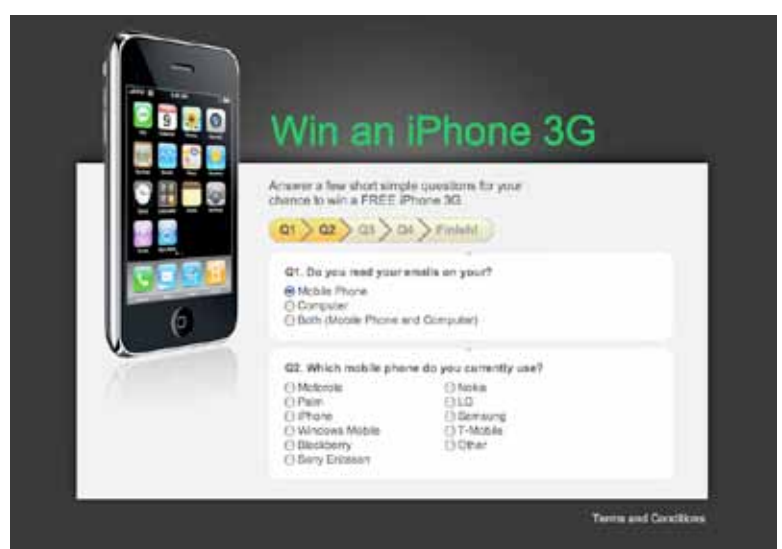 Win an iPhone 3G
Answer a few short simple questions for your
chance to win a FREE iPhone 3G.
Q1 Q2 Q3 Q4 Finish!
Q1. Do you read your emails on your?
Mobile Phone
Computer
Both (Mobile Phone and Computer)
Q2. Which mobile phone do you currently use?
Motorola
Palm
iPhone
Windows Mobile
Blackberry
Sony Ericsson
Nokia
LG
Samsung
T-Mobile
Other
Terms and Conditions